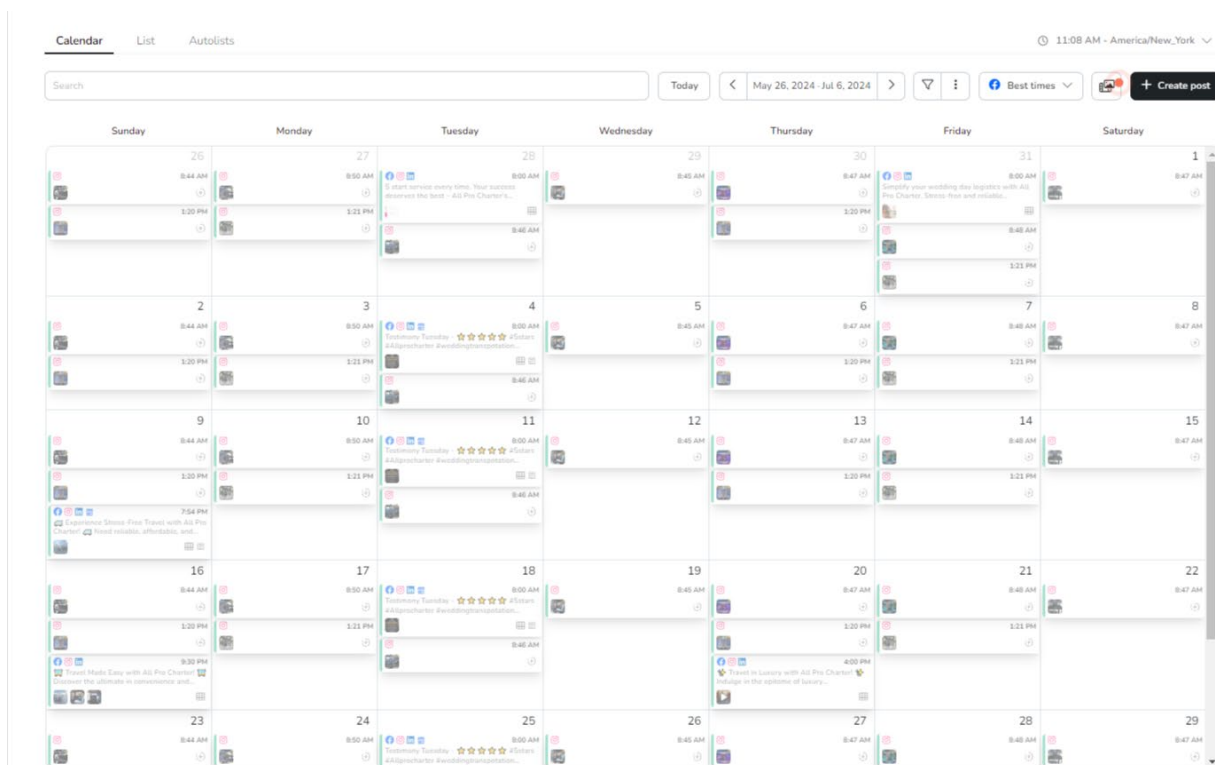 Calendar List Autolists 11:08 AM - America/New_York
Search Today May 26, 2024 - Jul 6, 2024 Best times + Create post
Sunday Monday Tuesday Wednesday Thursday Friday Saturday
26 27 28 29 30 31 1
8:44 AM 8:50 AM 8:00 AM 8:45 AM 8:47 AM 8:00 AM 8:47 AM
5 start service every time. Your success
deserves the best - All Pro Charter's...
Simplify your wedding day logistics with All
Pro Charter. Stress-free and reliable...
1:20 PM 1:21 PM 1:20 PM
8:46 AM 8:48 AM
1:21 PM
2 3 4 5 6 7 8
8:44 AM 8:50 AM 8:00 AM 8:45 AM 8:47 AM 8:48 AM 8:47 AM
Testimony Tuesday - ⭐⭐⭐⭐⭐ #5stars
#Allprocharter #weddingtranspotation...
1:20 PM 1:21 PM 1:20 PM 1:21 PM
8:46 AM
9 10 11 12 13 14 15
8:44 AM 8:50 AM 8:00 AM 8:45 AM 8:47 AM 8:48 AM 8:47 AM
Testimony Tuesday - ⭐⭐⭐⭐⭐ #5stars
#Allprocharter #weddingtranspotation...
1:20 PM 1:21 PM 1:20 PM 1:21 PM
8:46 AM
7:54 PM
Experience Stress-Free Travel with All Pro
Charter! Need reliable, affordable, and...
16 17 18 19 20 21 22
8:44 AM 8:50 AM 8:00 AM 8:45 AM 8:47 AM 8:48 AM 8:47 AM
Testimony Tuesday - ⭐⭐⭐⭐⭐ #5stars
#Allprocharter #weddingtranspotation...
1:20 PM 1:21 PM 1:20 PM 1:21 PM
8:46 AM
9:30 PM 4:00 PM
Travel Made Easy with All Pro Charter!
Discover the ultimate in convenience and...
Travel in Luxury with All Pro Charter!
Indulge in the epitome of luxury...
23 24 25 26 27 28 29
8:44 AM 8:50 AM 8:00 AM 8:45 AM 8:47 AM 8:48 AM 8:47 AM
Testimony Tuesday - ⭐⭐⭐⭐⭐ #5stars
#Allprocharter #weddingtranspotation...